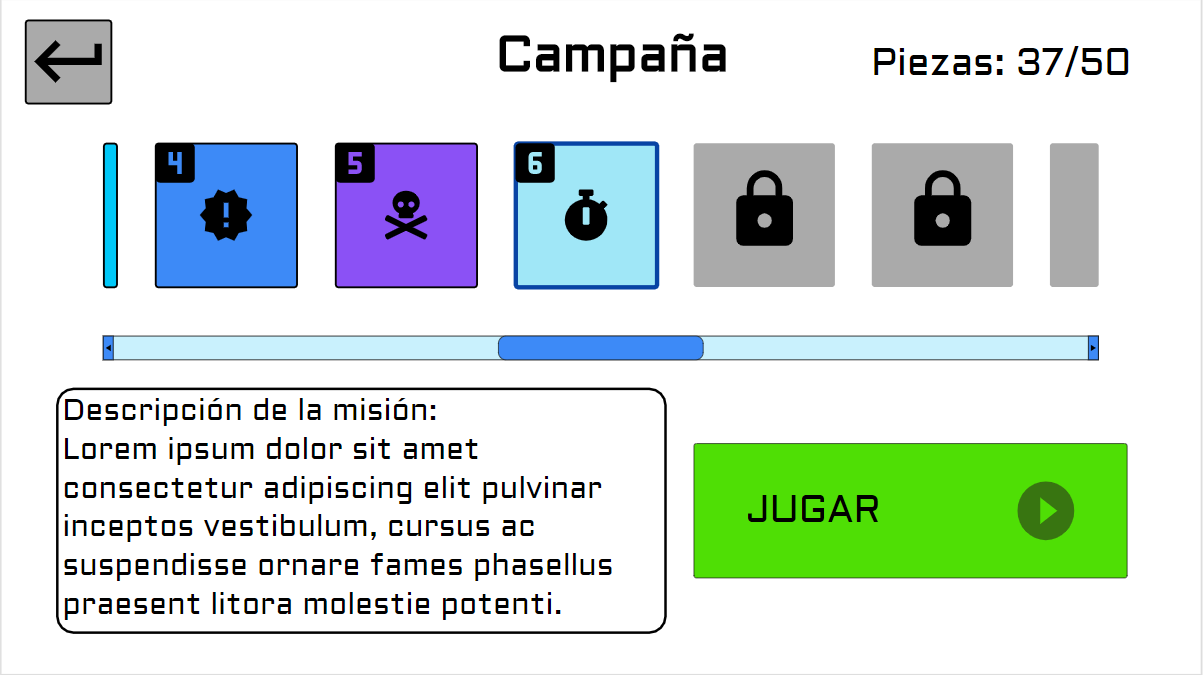 Campaña
Piezas: 37/50
4
5
6
Descripción de la misión:
Lorem ipsum dolor sit amet
consectetur adipiscing elit pulvinar
inceptos vestibulum, cursus ac
suspendisse ornare fames phasellus
praesent litora molestie potenti.
JUGAR